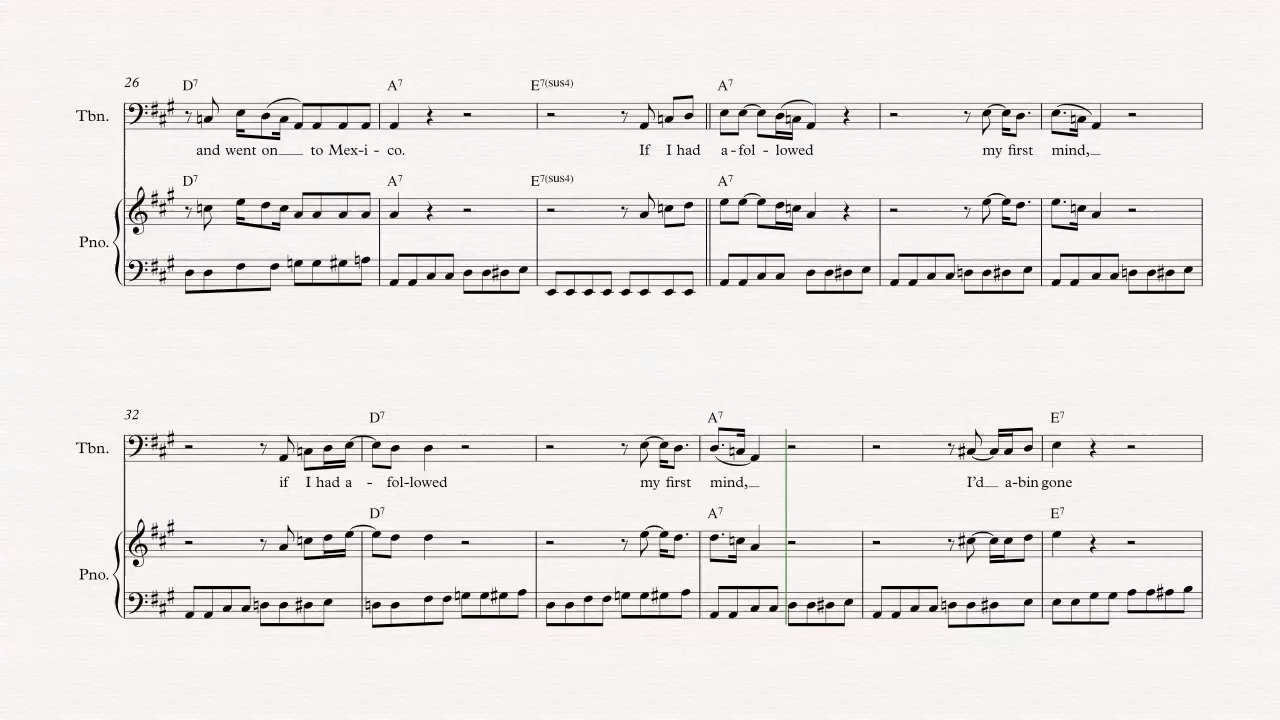 26
D7 A7 E7(sus4) A7
Tbn.
and went on___ to Mex-i - co. If I had a-fol - lowed my first mind,_
D7 A7 E7(sus4) A7
Pno.
32
D7 A7 E7
Tbn.
if I had a - fol-lowed my first mind,_ I'd_ a-bin gone
D7 A7 E7
Pno.